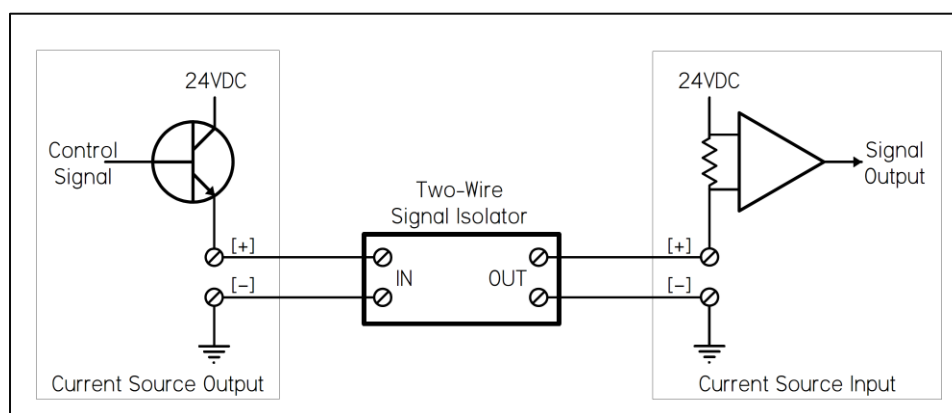 24VDC
Control
Signal
[+]
[-]
Current Source Output
Two-Wire
Signal Isolator
IN
OUT
24VDC
Signal
Output
[+]
[-]
Current Source Input